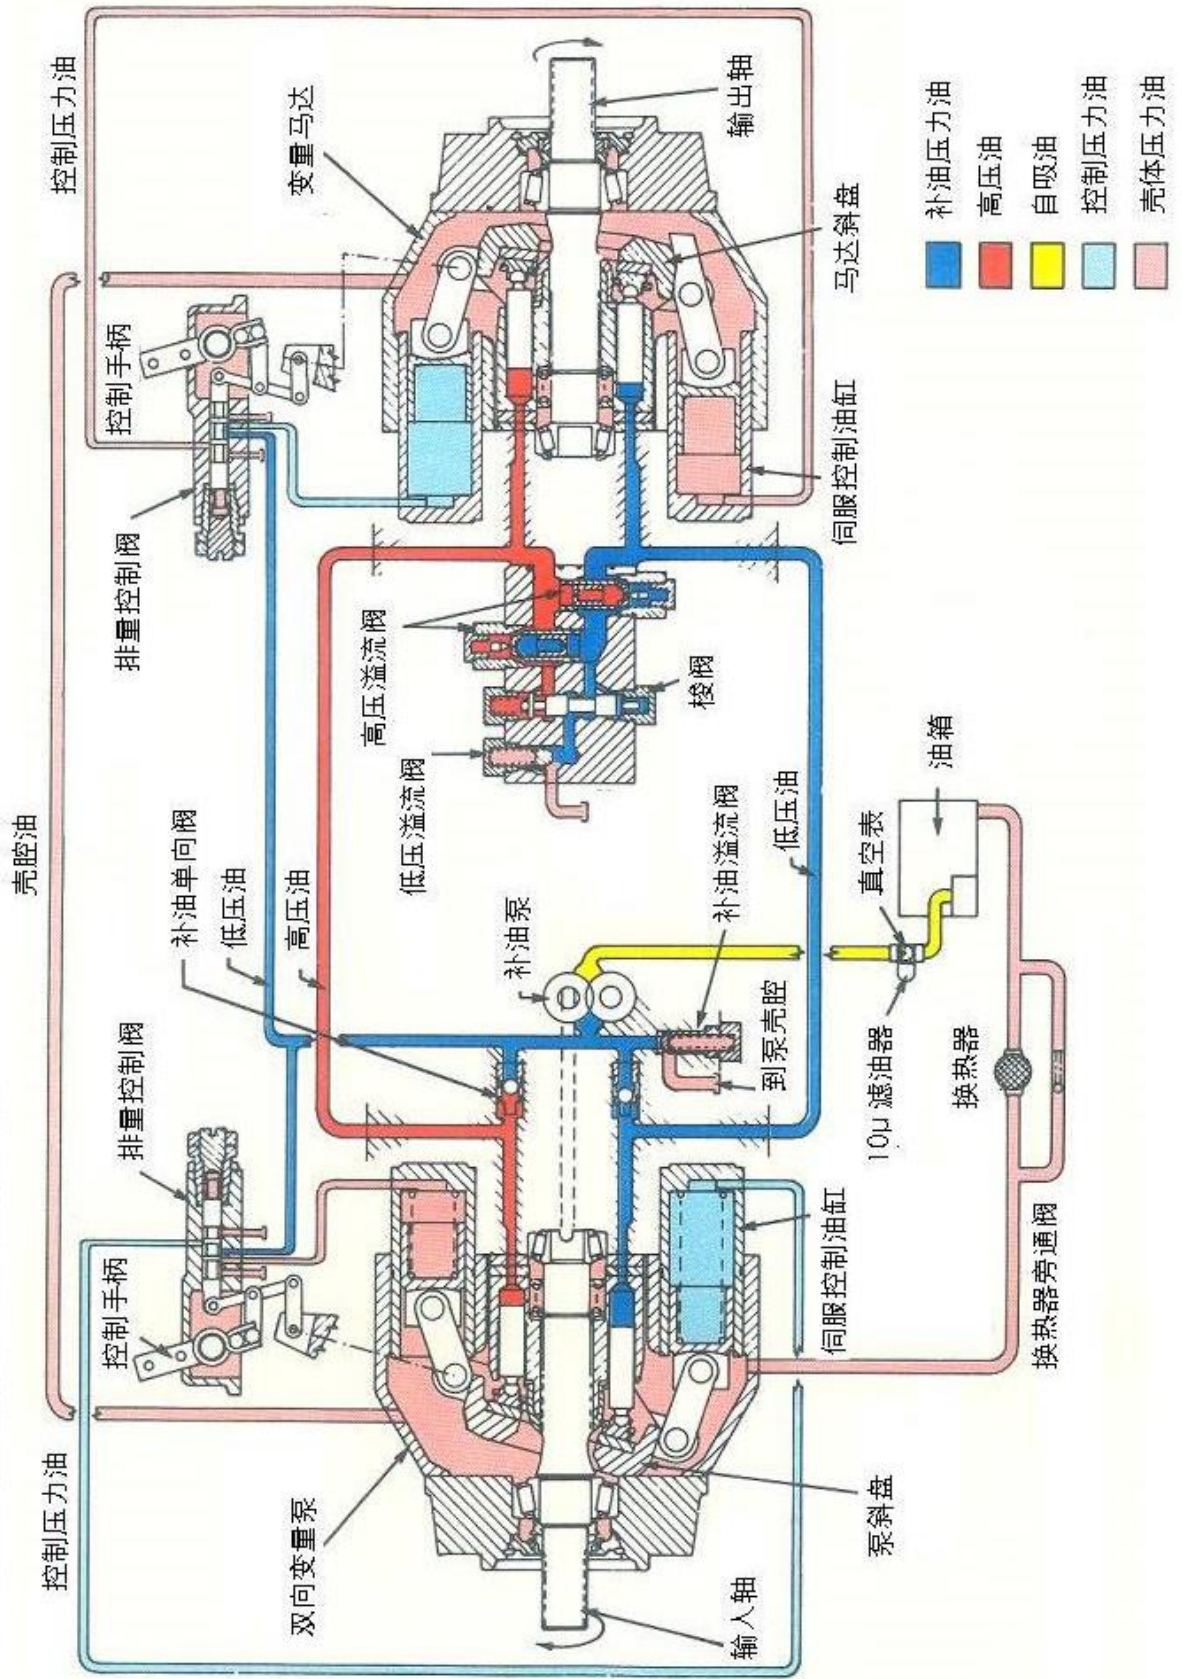 壳腔油
控制压力油
控制压力油
控制手柄
排量控制阀
补油单向阀
低压油
高压油
排量控制阀
控制手柄
变量马达
双向变量泵
高压溢流阀
低压溢流阀
补油泵
梭阀
输入轴
输出轴
泵斜盘
伺服控制油缸
到泵壳腔
补油溢流阀
低压油
伺服控制油缸
马达斜盘
10μ滤油器
真空表
油箱
换热器
换热器旁通阀
补油压力油
高压油
自吸油
控制压力油
壳体压力油